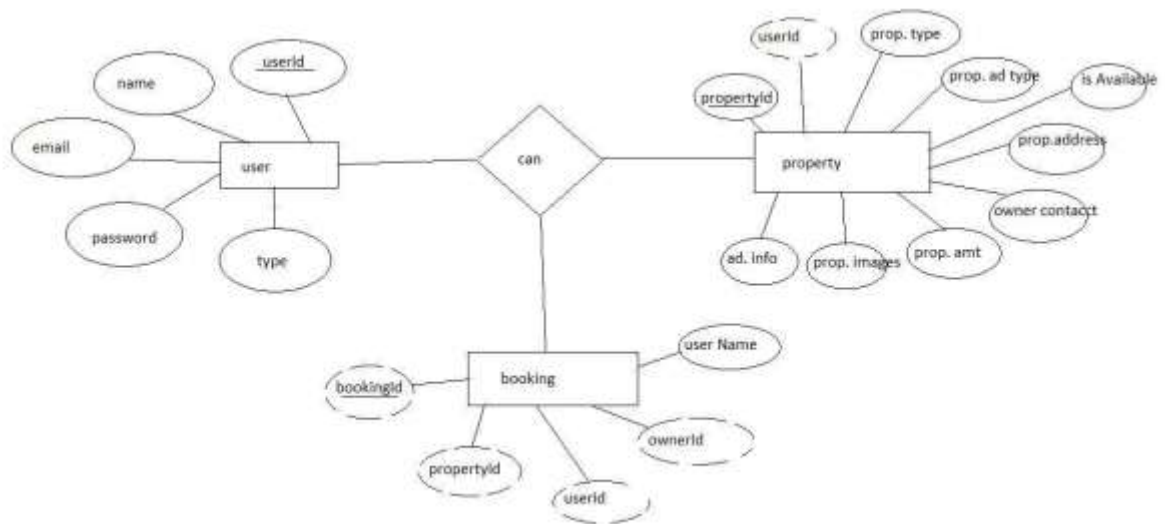 userId
name
email
user
password
type
can
userId
prop. type
prop. ad type
is Available
propertyId
prop.address
property
owner contacct
ad. info
prop. images
prop. amt
user Name
bookingId
booking
ownerId
propertyId
userId